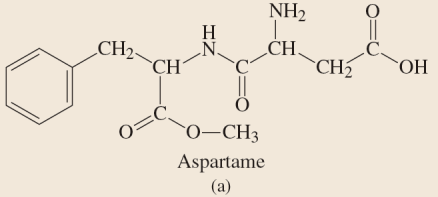 NH₂ O
H
CH₂ CH N C CH CH₂ C OH
O
C
O O—CH₃
Aspartame
(a)